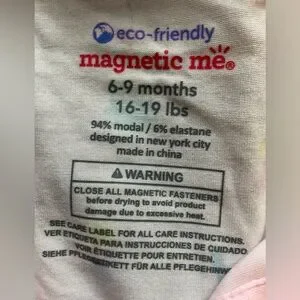 eco-friendly
magnetic me®
6-9 months
16-19 lbs
94% modal / 6% elastane
designed in new york city
made in china
WARNING
CLOSE ALL MAGNETIC FASTENERS
before drying to avoid product
damage due to excessive heat.
SEE CARE LABEL FOR ALL CARE INSTRUCTIONS.
VER ETIQUETA PARA INSTRUCCIONES DE CUIDADO
VOIR ETIQUETTE POUR ENTRETIEN.
SIEHE PFLEGEETIKETT FÜR ALLE PFLEGEHINW